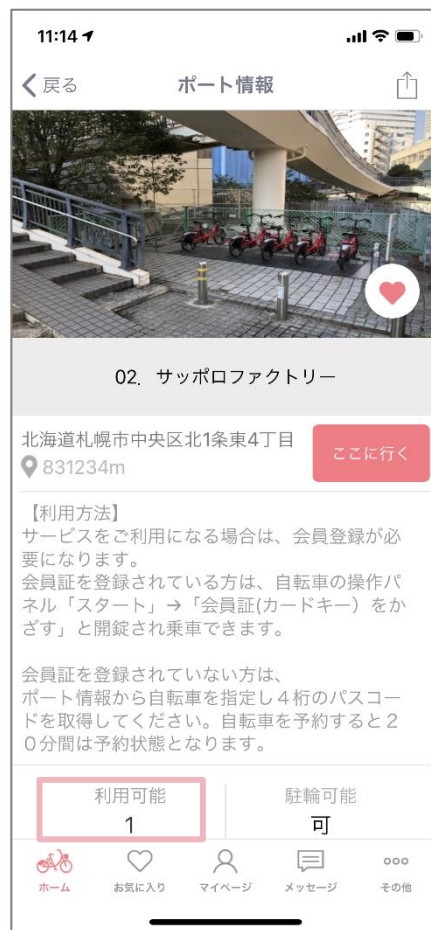 11:14
戻る
ポート情報
02. サッポロファクトリー
北海道札幌市中央区北1条東4丁目
831234m
ここに行く
【利用方法】
サービスをご利用になる場合は、会員登録が必
要になります。
会員証を登録されている方は、自転車の操作パ
ネル「スタート」→「会員証(カードキー）をか
ざす」と開錠され乗車できます。
会員証を登録されていない方は、
ポート情報から自転車を指定し４桁のパスコー
ドを取得してください。自転車を予約すると２
０分間は予約状態となります。
利用可能
1
駐輪可能
可
ホーム
お気に入り
マイページ
メッセージ
その他